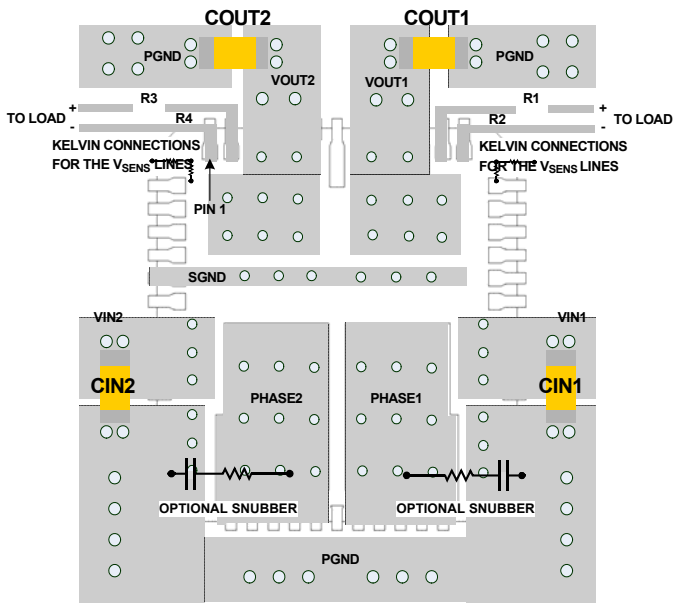 COUT2 COUT1
PGND PGND
VOUT2 VOUT1
R3 R1
+ +
TO LOAD R4 R2 TO LOAD
- -
KELVIN CONNECTIONS
FOR THE VSENS LINES
KELVIN CONNECTIONS
FOR THE VSENS LINES
PIN 1
SGND
VIN2 VIN1
CIN2 CIN1
PHASE2 PHASE1
OPTIONAL SNUBBER OPTIONAL SNUBBER
PGND